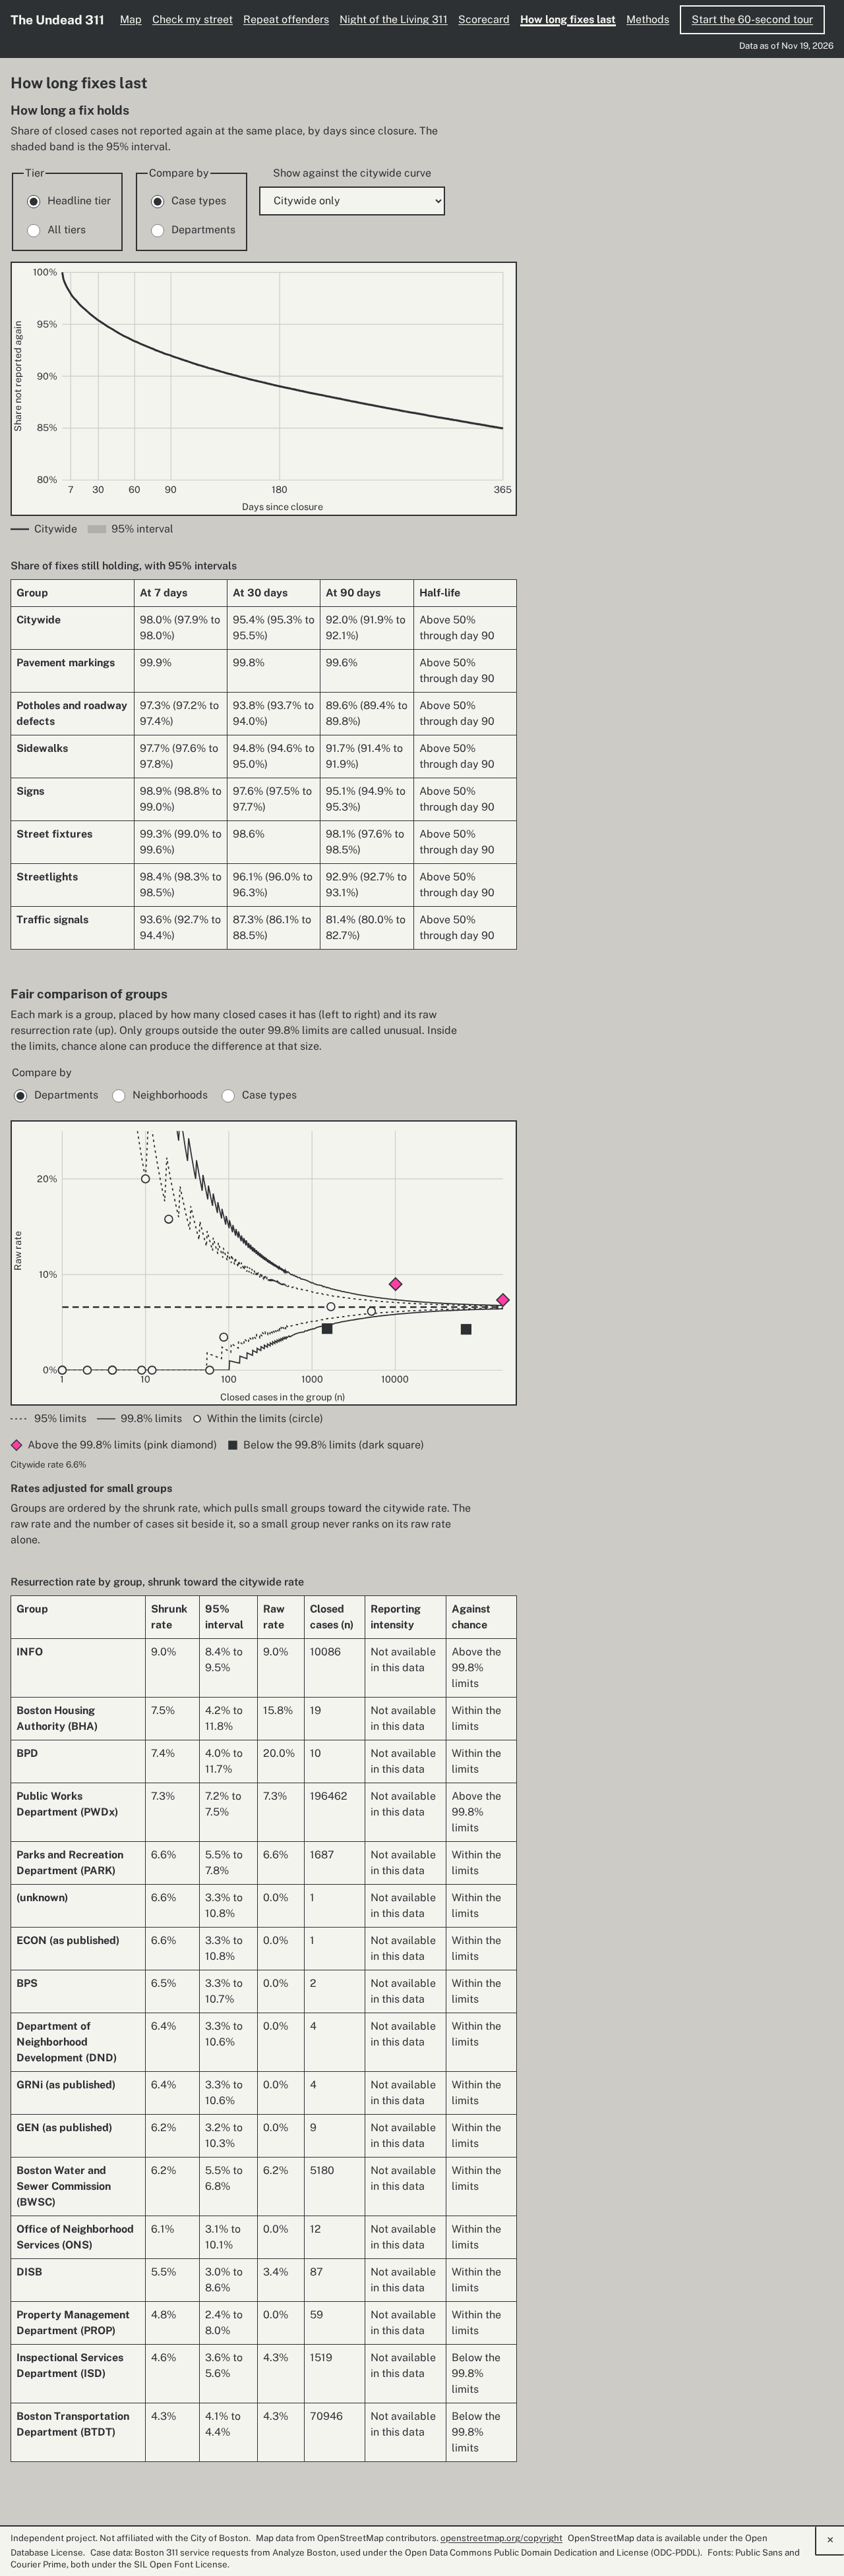 The Undead 311 Map Check my street Repeat offenders Night of the Living 311 Scorecard How long fixes last Methods Start the 60-second tour
Data as of Nov 19, 2026
How long fixes last
How long a fix holds
Share of closed cases not reported again at the same place, by days since closure. The
shaded band is the 95% interval.
Tier
Headline tier
All tiers
Compare by
Case types
Departments
Show against the citywide curve
Citywide only
100%
95%
90%
85%
80%
Share not reported again
7 30 60 90 180 365
Days since closure
Citywide 95% interval
Share of fixes still holding, with 95% intervals
Group At 7 days At 30 days At 90 days Half-life
Citywide 98.0% (97.9% to 98.0%) 95.4% (95.3% to 95.5%) 92.0% (91.9% to 92.1%) Above 50% through day 90
Pavement markings 99.9% 99.8% 99.6% Above 50% through day 90
Potholes and roadway defects 97.3% (97.2% to 97.4%) 93.8% (93.7% to 94.0%) 89.6% (89.4% to 89.8%) Above 50% through day 90
Sidewalks 97.7% (97.6% to 97.8%) 94.8% (94.6% to 95.0%) 91.7% (91.4% to 91.9%) Above 50% through day 90
Signs 98.9% (98.8% to 99.0%) 97.6% (97.5% to 97.7%) 95.1% (94.9% to 95.3%) Above 50% through day 90
Street fixtures 99.3% (99.0% to 99.6%) 98.6% 98.1% (97.6% to 98.5%) Above 50% through day 90
Streetlights 98.4% (98.3% to 98.5%) 96.1% (96.0% to 96.3%) 92.9% (92.7% to 93.1%) Above 50% through day 90
Traffic signals 93.6% (92.7% to 94.4%) 87.3% (86.1% to 88.5%) 81.4% (80.0% to 82.7%) Above 50% through day 90
Fair comparison of groups
Each mark is a group, placed by how many closed cases it has (left to right) and its raw
resurrection rate (up). Only groups outside the outer 99.8% limits are called unusual. Inside
the limits, chance alone can produce the difference at that size.
Compare by
Departments Neighborhoods Case types
20%
10%
0%
Raw rate
1 10 100 1000 10000
Closed cases in the group (n)
95% limits 99.8% limits Within the limits (circle)
Above the 99.8% limits (pink diamond) Below the 99.8% limits (dark square)
Citywide rate 6.6%
Rates adjusted for small groups
Groups are ordered by the shrunk rate, which pulls small groups toward the citywide rate. The
raw rate and the number of cases sit beside it, so a small group never ranks on its raw rate
alone.
Resurrection rate by group, shrunk toward the citywide rate
Group Shrunk rate 95% interval Raw rate Closed cases (n) Reporting intensity Against chance
INFO 9.0% 8.4% to 9.5% 9.0% 10086 Not available in this data Above the 99.8% limits
Boston Housing Authority (BHA) 7.5% 4.2% to 11.8% 15.8% 19 Not available in this data Within the limits
BPD 7.4% 4.0% to 11.7% 20.0% 10 Not available in this data Within the limits
Public Works Department (PWDx) 7.3% 7.2% to 7.5% 7.3% 196462 Not available in this data Above the 99.8% limits
Parks and Recreation Department (PARK) 6.6% 5.5% to 7.8% 6.6% 1687 Not available in this data Within the limits
(unknown) 6.6% 3.3% to 10.8% 0.0% 1 Not available in this data Within the limits
ECON (as published) 6.6% 3.3% to 10.8% 0.0% 1 Not available in this data Within the limits
BPS 6.5% 3.3% to 10.7% 0.0% 2 Not available in this data Within the limits
Department of Neighborhood Development (DND) 6.4% 3.3% to 10.6% 0.0% 4 Not available in this data Within the limits
GRNi (as published) 6.4% 3.3% to 10.6% 0.0% 4 Not available in this data Within the limits
GEN (as published) 6.2% 3.2% to 10.3% 0.0% 9 Not available in this data Within the limits
Boston Water and Sewer Commission (BWSC) 6.2% 5.5% to 6.8% 6.2% 5180 Not available in this data Within the limits
Office of Neighborhood Services (ONS) 6.1% 3.1% to 10.1% 0.0% 12 Not available in this data Within the limits
DISB 5.5% 3.0% to 8.6% 3.4% 87 Not available in this data Within the limits
Property Management Department (PROP) 4.8% 2.4% to 8.0% 0.0% 59 Not available in this data Within the limits
Inspectional Services Department (ISD) 4.6% 3.6% to 5.6% 4.3% 1519 Not available in this data Below the 99.8% limits
Boston Transportation Department (BTDT) 4.3% 4.1% to 4.4% 4.3% 70946 Not available in this data Below the 99.8% limits
Independent project. Not affiliated with the City of Boston. Map data from OpenStreetMap contributors. openstreetmap.org/copyright OpenStreetMap data is available under the Open
Database License. Case data: Boston 311 service requests from Analyze Boston, used under the Open Data Commons Public Domain Dedication and License (ODC-PDDL). Fonts: Public Sans and
Courier Prime, both under the SIL Open Font License.
×